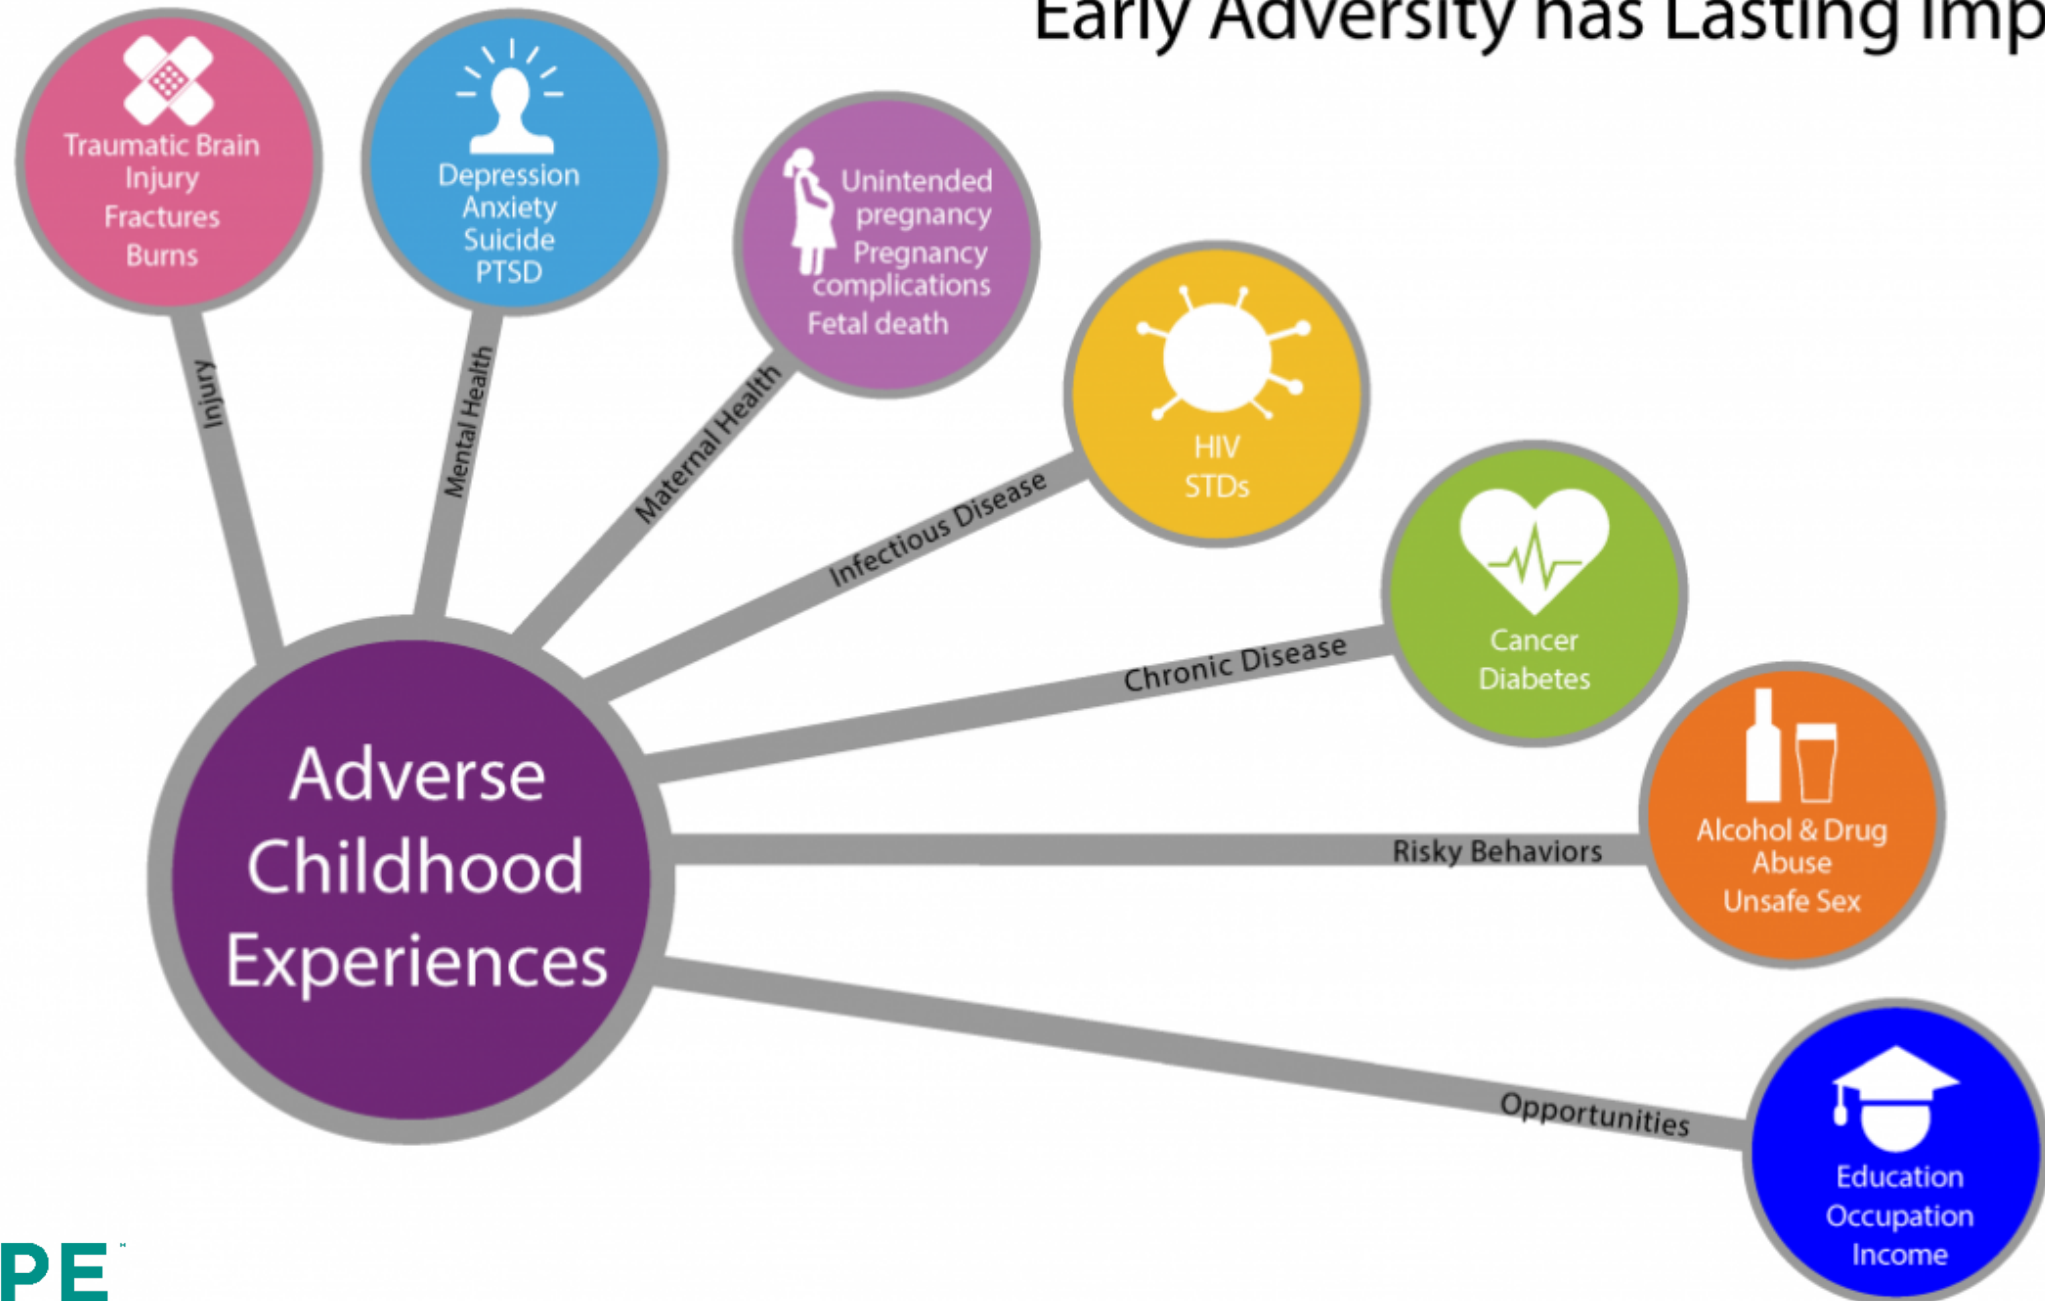 Early Adversity has Lasting Imp
Traumatic Brain
Injury
Fractures
Burns
Depression
Anxiety
Suicide
PTSD
Unintended
pregnancy
Pregnancy
complications
Fetal death
HIV
STDs
Cancer
Diabetes
Alcohol & Drug
Abuse
Unsafe Sex
Education
Occupation
Income
Injury
Mental Health
Maternal Health
Infectious Disease
Chronic Disease
Risky Behaviors
Opportunities
Adverse
Childhood
Experiences
PE